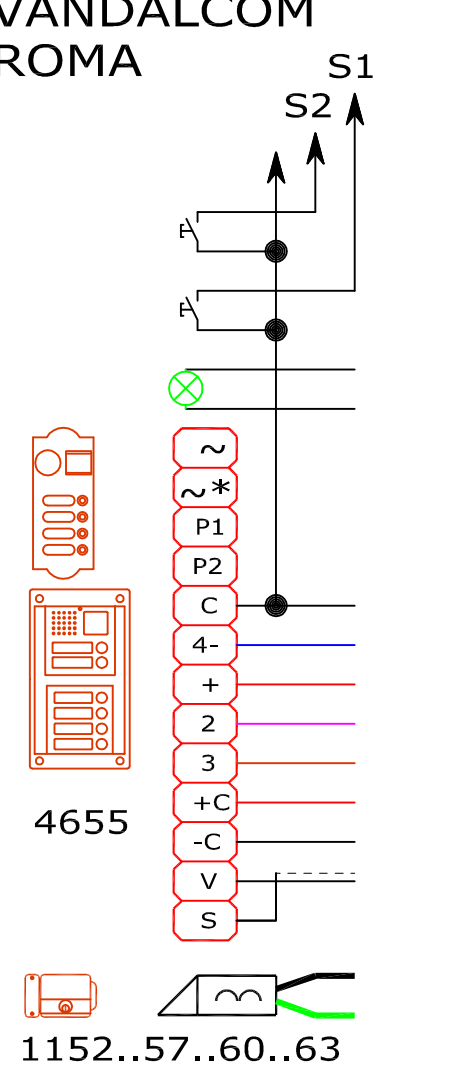 VANDALCOM
ROMA
S1
S2
~
~*
P1
P2
C
4-
+
2
3
+C
-C
V
S
4655
1152..57..60..63